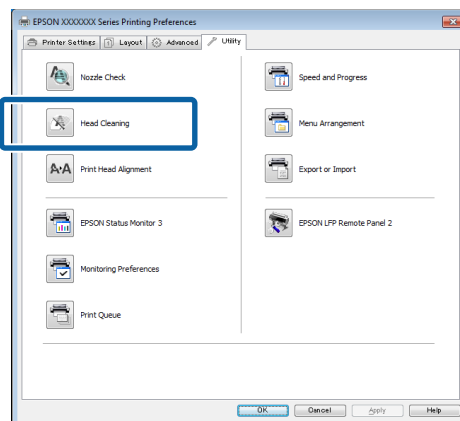 EPSON XXXXXXX Series Printing Preferences
Printer Settings
Layout
Advanced
Utility
Nozzle Check
Speed and Progress
Head Cleaning
Menu Arrangement
A·A
Print Head Alignment
Export or Import
EPSON Status Monitor 3
EPSON LFP Remote Panel 2
Monitoring Preferences
Print Queue
OK
Cancel
Apply
Help